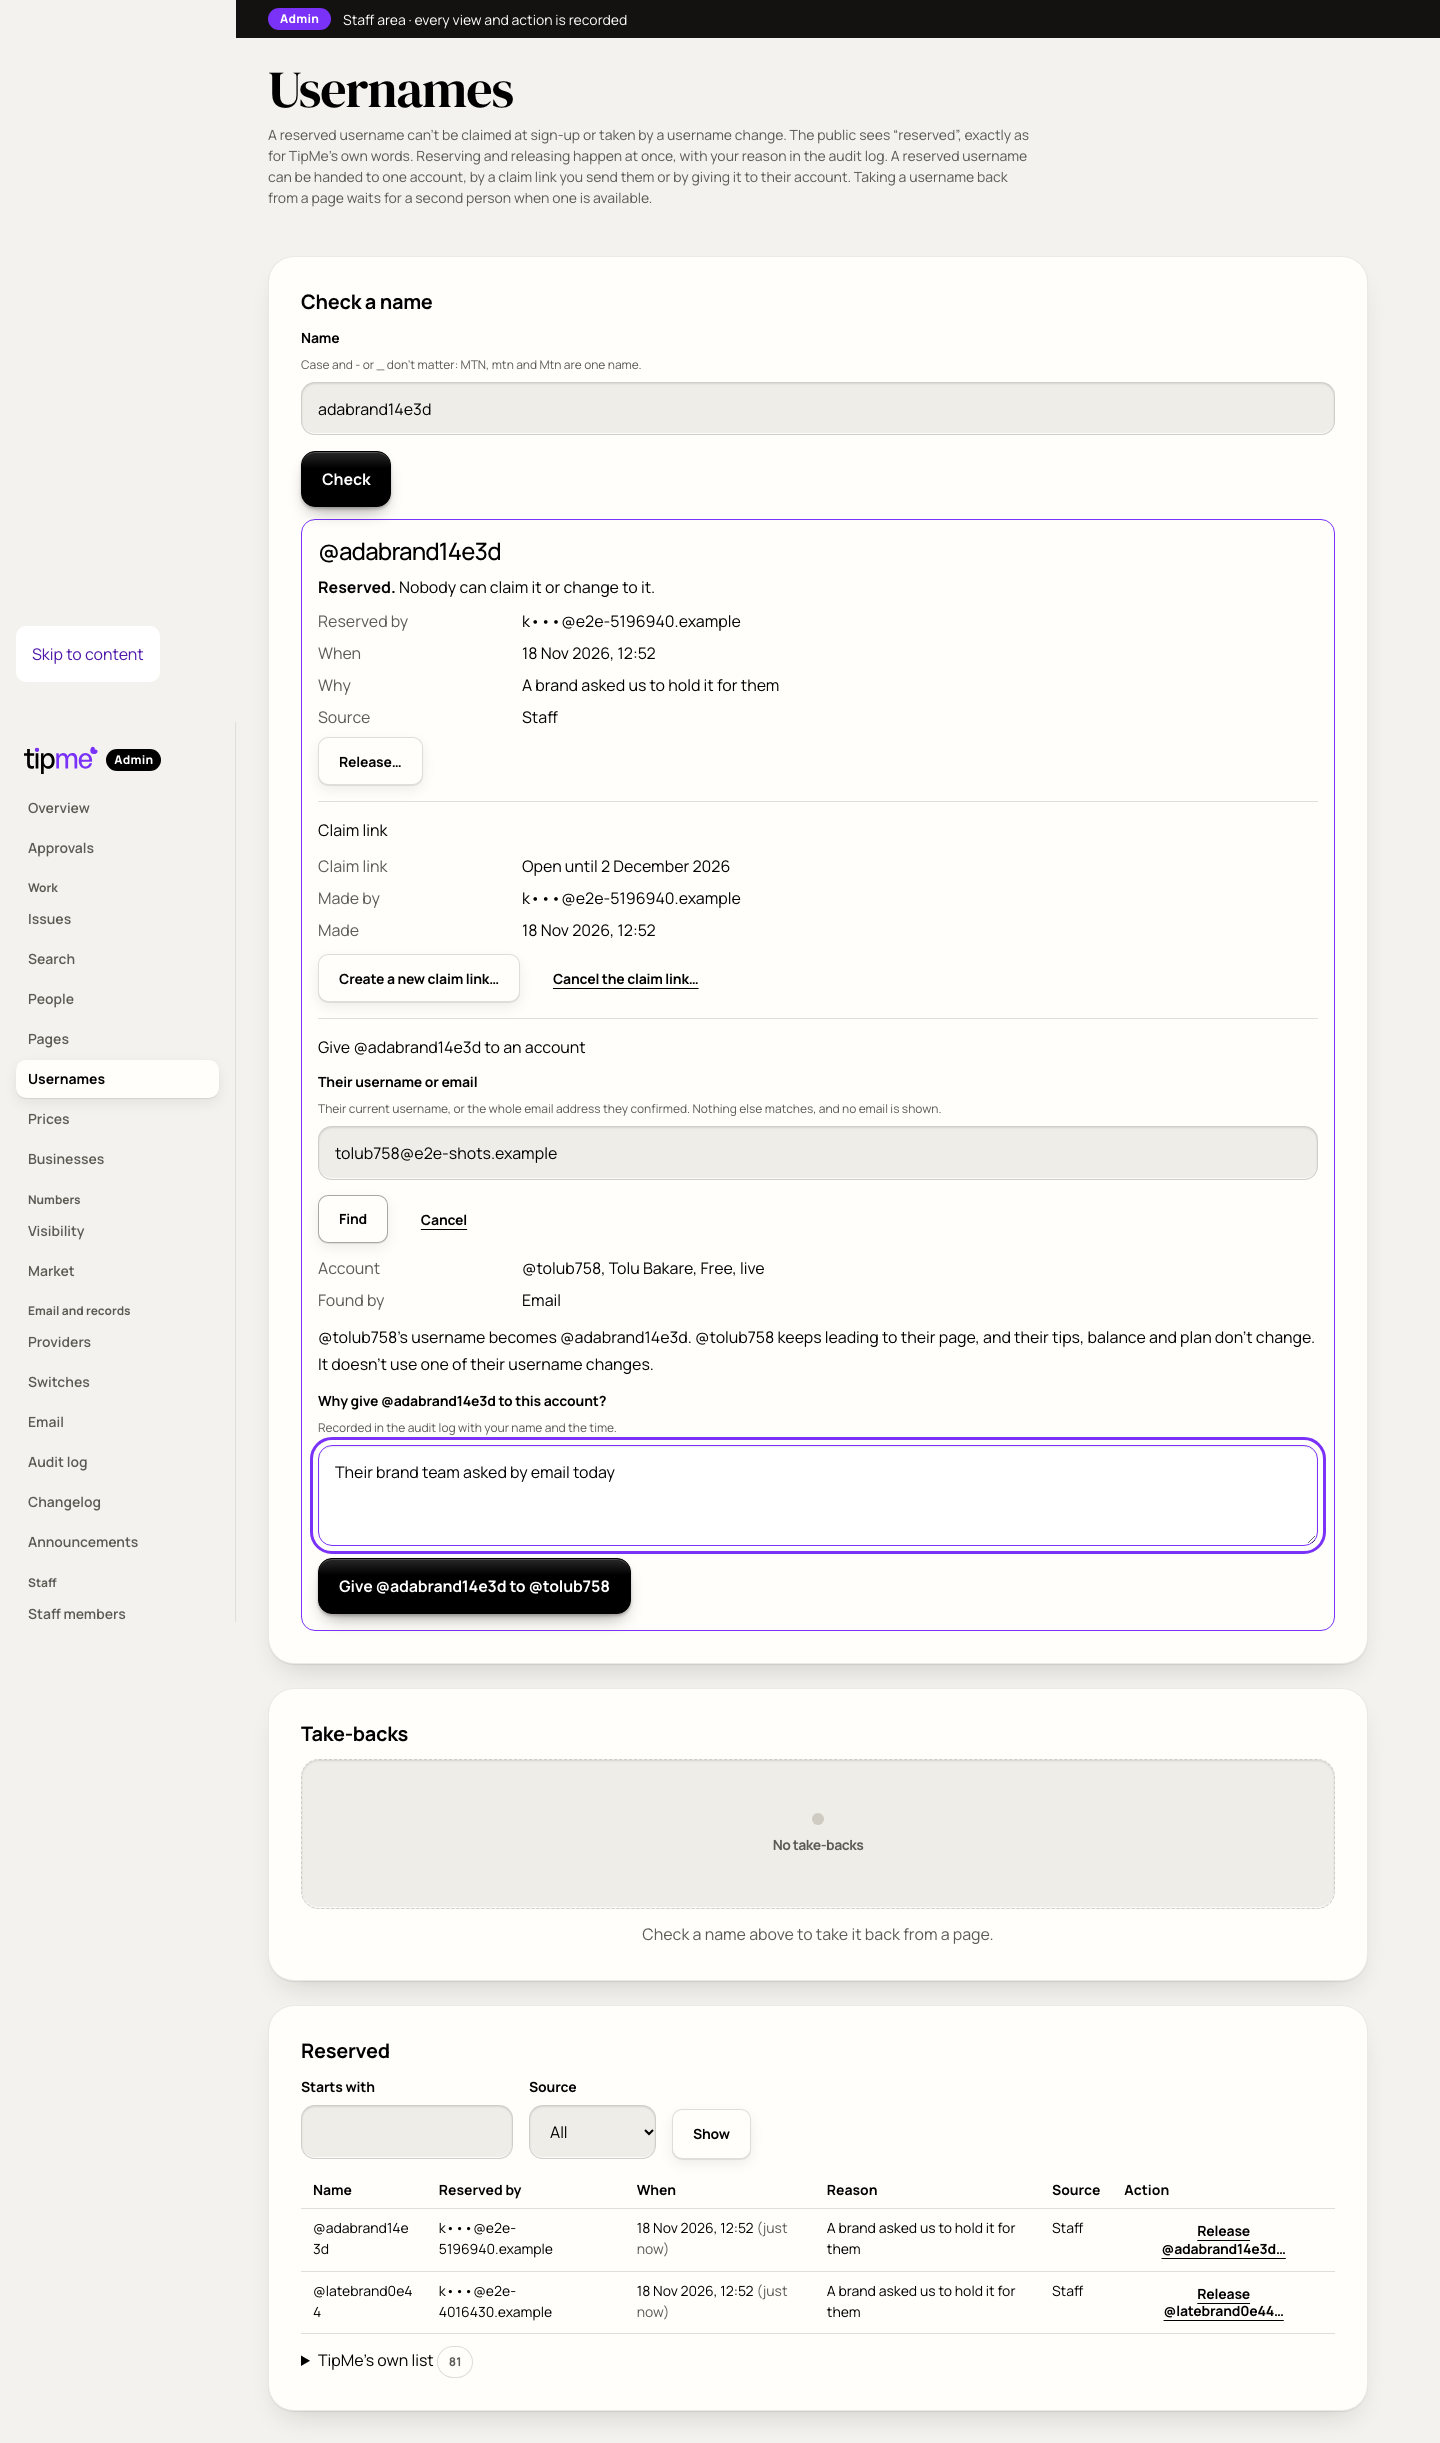 Admin
Staff area · every view and action is recorded
Usernames
A reserved username can't be claimed at sign-up or taken by a username change. The public sees “reserved”, exactly as
for TipMe's own words. Reserving and releasing happen at once, with your reason in the audit log. A reserved username
can be handed to one account, by a claim link you send them or by giving it to their account. Taking a username back
from a page waits for a second person when one is available.
Skip to content
tipme
Admin
Overview
Approvals
Work
Issues
Search
People
Pages
Usernames
Prices
Businesses
Numbers
Visibility
Market
Email and records
Providers
Switches
Email
Audit log
Changelog
Announcements
Staff
Staff members
Check a name
Name
Case and - or _ don't matter: MTN, mtn and Mtn are one name.
adabrand14e3d
Check
@adabrand14e3d
Reserved. Nobody can claim it or change to it.
Reserved by k•••@e2e-5196940.example
When 18 Nov 2026, 12:52
Why A brand asked us to hold it for them
Source Staff
Release…
Claim link
Claim link Open until 2 December 2026
Made by k•••@e2e-5196940.example
Made 18 Nov 2026, 12:52
Create a new claim link… Cancel the claim link…
Give @adabrand14e3d to an account
Their username or email
Their current username, or the whole email address they confirmed. Nothing else matches, and no email is shown.
tolub758@e2e-shots.example
Find Cancel
Account @tolub758, Tolu Bakare, Free, live
Found by Email
@tolub758's username becomes @adabrand14e3d. @tolub758 keeps leading to their page, and their tips, balance and plan don't change.
It doesn't use one of their username changes.
Why give @adabrand14e3d to this account?
Recorded in the audit log with your name and the time.
Their brand team asked by email today
Give @adabrand14e3d to @tolub758
Take-backs
No take-backs
Check a name above to take it back from a page.
Reserved
Starts with Source
All Show
Name Reserved by When Reason Source Action
@adabrand14e k•••@e2e- 18 Nov 2026, 12:52 (just A brand asked us to hold it for Staff Release
3d 5196940.example now) them @adabrand14e3d…
@latebrand0e4 k•••@e2e- 18 Nov 2026, 12:52 (just A brand asked us to hold it for Staff Release
4 4016430.example now) them @latebrand0e44…
TipMe's own list 81